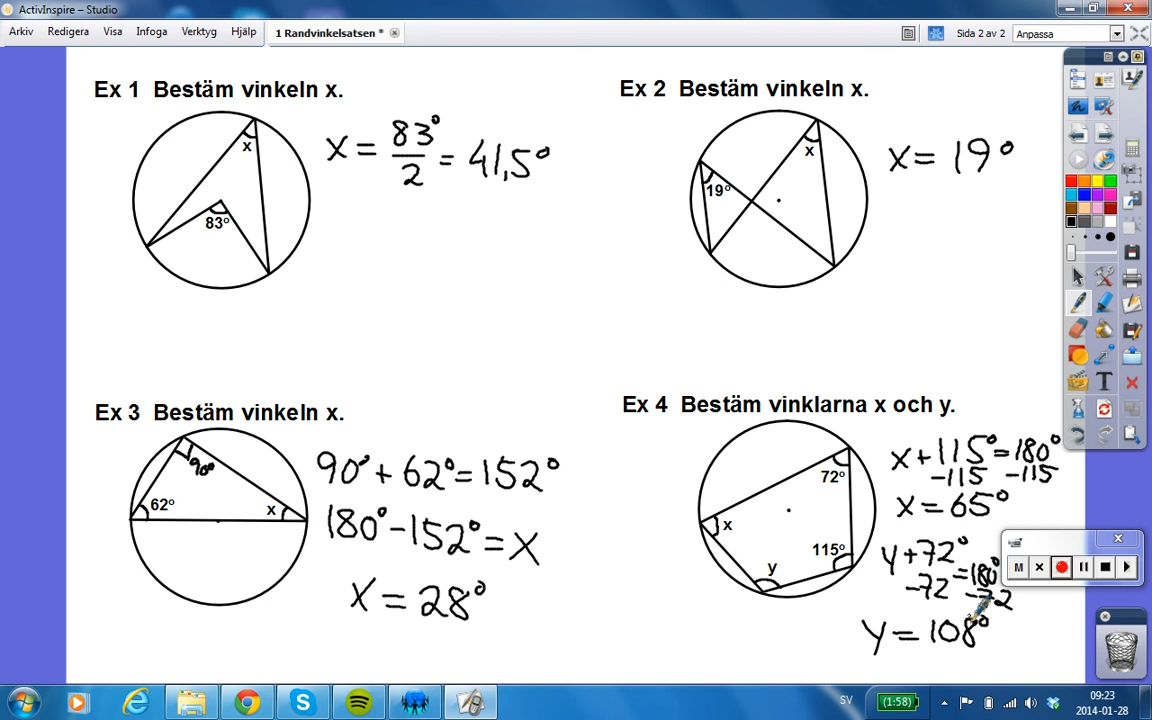 ActivInspire – Studio
Arkiv Redigera Visa Infoga Verktyg Hjälp
1 Randvinkelsatsen *
Sida 2 av 2
Anpassa
Ex 1 Bestäm vinkeln x.
x
83°
x = 83°/2 = 41,5°
Ex 2 Bestäm vinkeln x.
x
19°
x = 19°
Ex 3 Bestäm vinkeln x.
90°
62°
x
90° + 62° = 152°
180° - 152° = x
x = 28°
Ex 4 Bestäm vinklarna x och y.
72°
x
115°
y
x + 115° = 180°
-115 -115
x = 65°
y + 72° = 180°
-72 -72
y = 108°
M
SV
(1:58)
09:23
2014-01-28